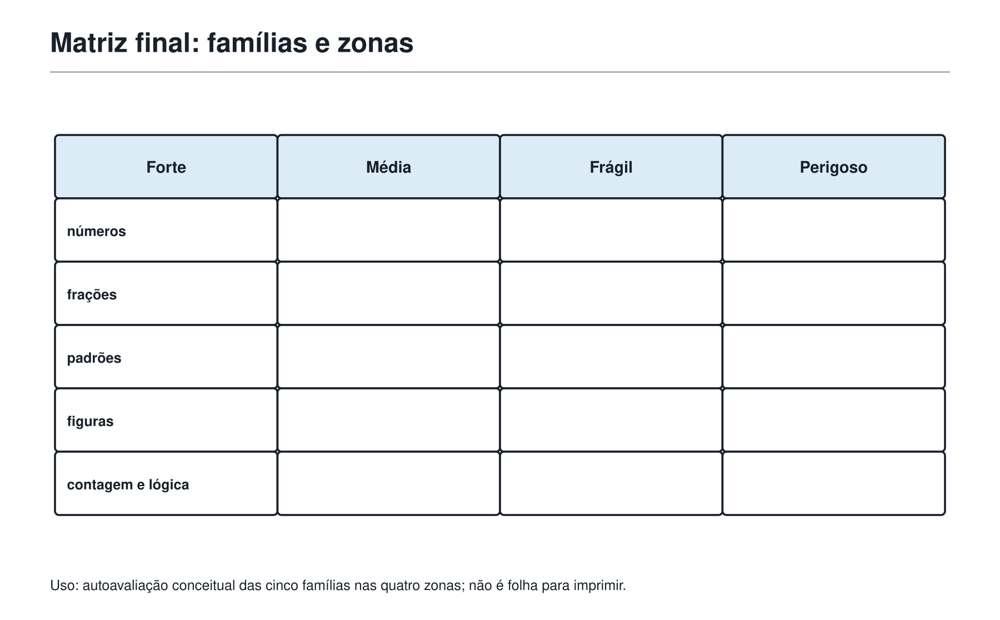 Matriz final: famílias e zonas
Forte Média Frágil Perigoso
números
frações
padrões
figuras
contagem e lógica
Uso: autoavaliação conceitual das cinco famílias nas quatro zonas; não é folha para imprimir.